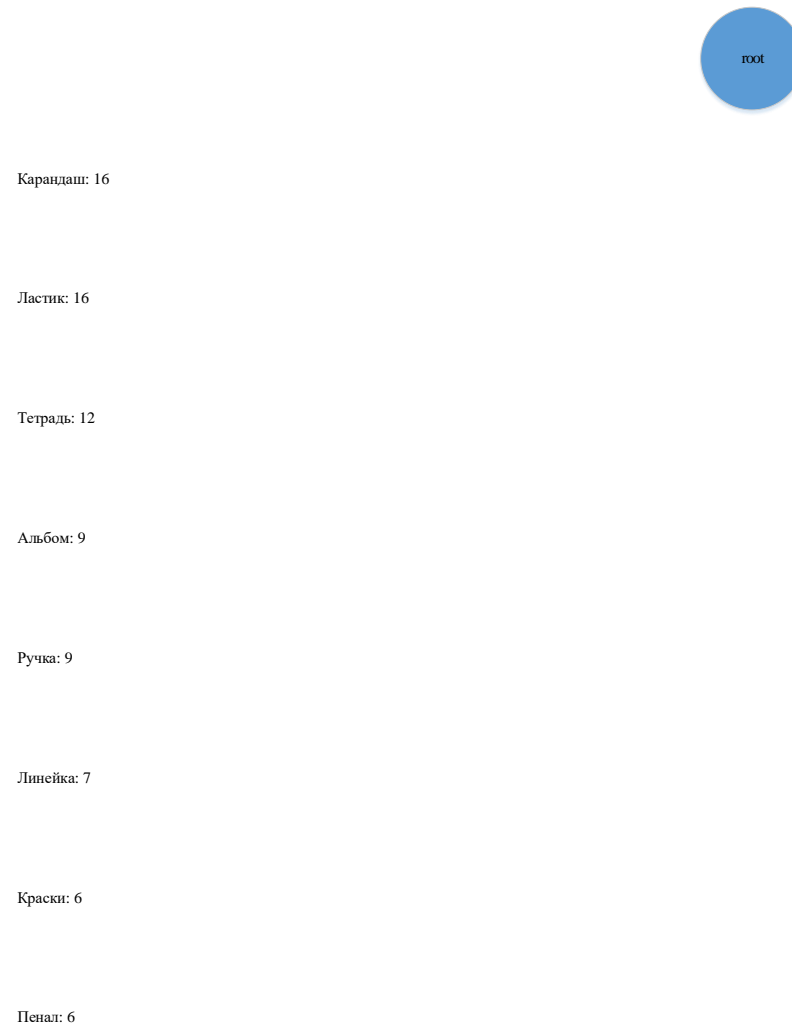 root
Карандаш: 16
Ластик: 16
Тетрадь: 12
Альбом: 9
Ручка: 9
Линейка: 7
Краски: 6
Пенал: 6